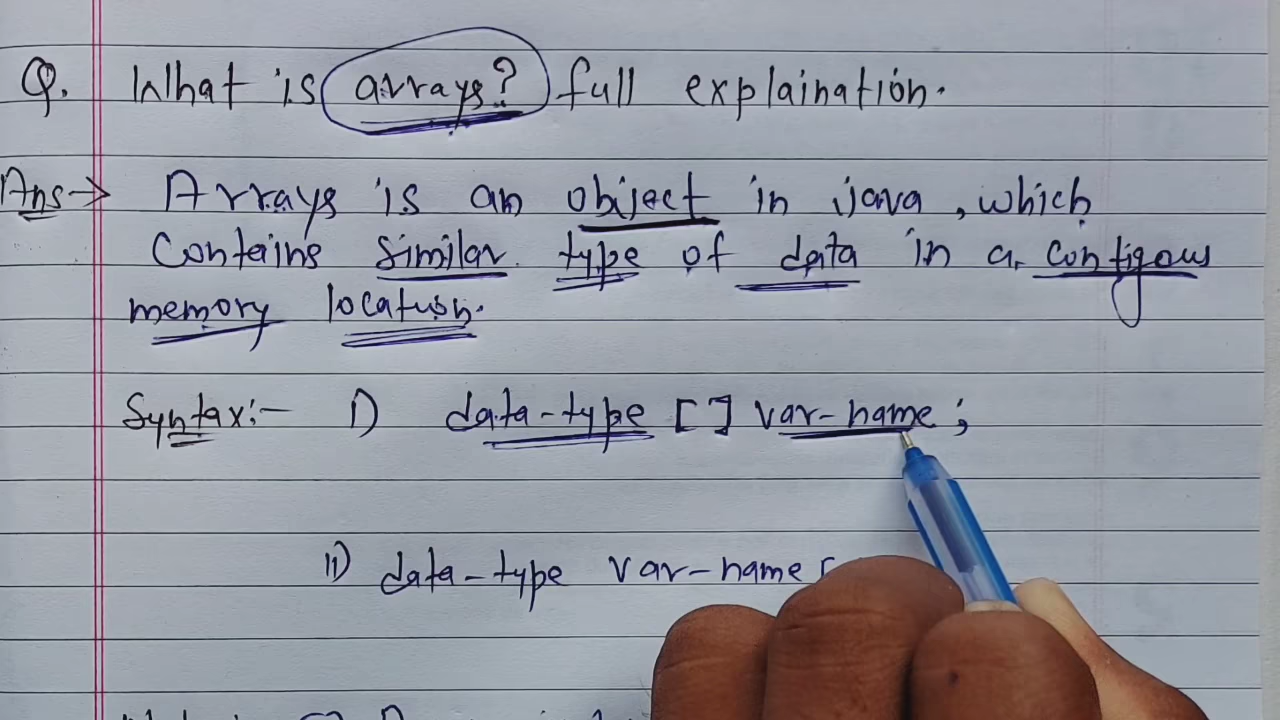 Q. What is arrays? full explaination.
Ans→ Arrays is an object in java, which
Contains similar type of data in a contigous
memory location.
Syntax:- i) data-type [] var-name;
ii) data-type var-name[